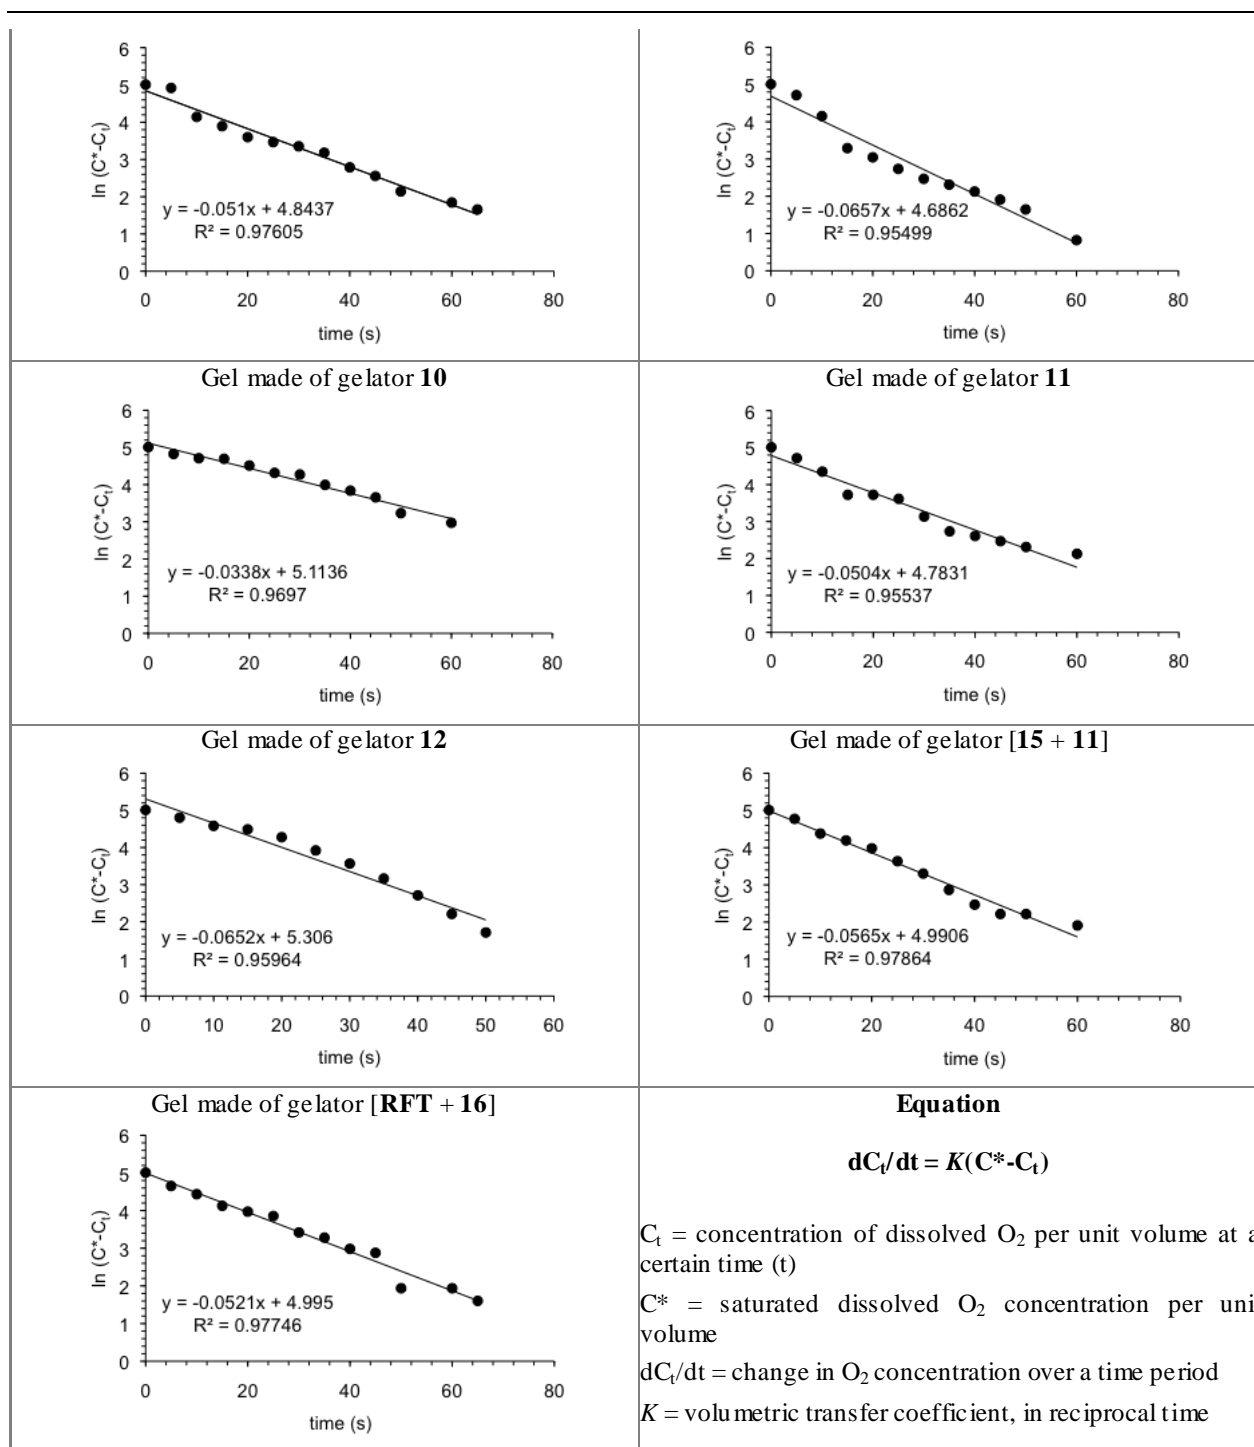 6
5
4
3
2
1
0
ln (C*-Cₜ)
y = -0.051x + 4.8437
R² = 0.97605
0 20 40 60 80
time (s)
6
5
4
3
2
1
0
ln (C*-Cₜ)
y = -0.0657x + 4.6862
R² = 0.95499
0 20 40 60 80
time (s)
Gel made of gelator 10
6
5
4
3
2
1
0
ln (C*-Cₜ)
y = -0.0338x + 5.1136
R² = 0.9697
0 20 40 60 80
time (s)
Gel made of gelator 11
6
5
4
3
2
1
0
ln (C*-Cₜ)
y = -0.0504x + 4.7831
R² = 0.95537
0 20 40 60 80
time (s)
Gel made of gelator 12
6
5
4
3
2
1
0
ln (C*-Cₜ)
y = -0.0652x + 5.306
R² = 0.95964
0 10 20 30 40 50 60
time (s)
Gel made of gelator [15 + 11]
6
5
4
3
2
1
0
ln (C*-Cₜ)
y = -0.0565x + 4.9906
R² = 0.97864
0 20 40 60 80
time (s)
Gel made of gelator [RFT + 16]
6
5
4
3
2
1
0
ln (C*-Cₜ)
y = -0.0521x + 4.995
R² = 0.97746
0 20 40 60 80
time (s)
Equation
dCₜ/dt = K(C*-Cₜ)
Cₜ = concentration of dissolved O₂ per unit volume at a
certain time (t)
C* = saturated dissolved O₂ concentration per uni
volume
dCₜ/dt = change in O₂ concentration over a time period
K = volumetric transfer coefficient, in reciprocal time